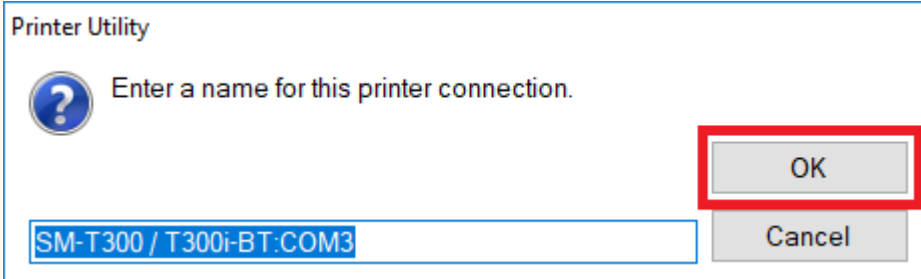 Printer Utility
Enter a name for this printer connection.
OK
SM-T300 / T300i-BT:COM3
Cancel